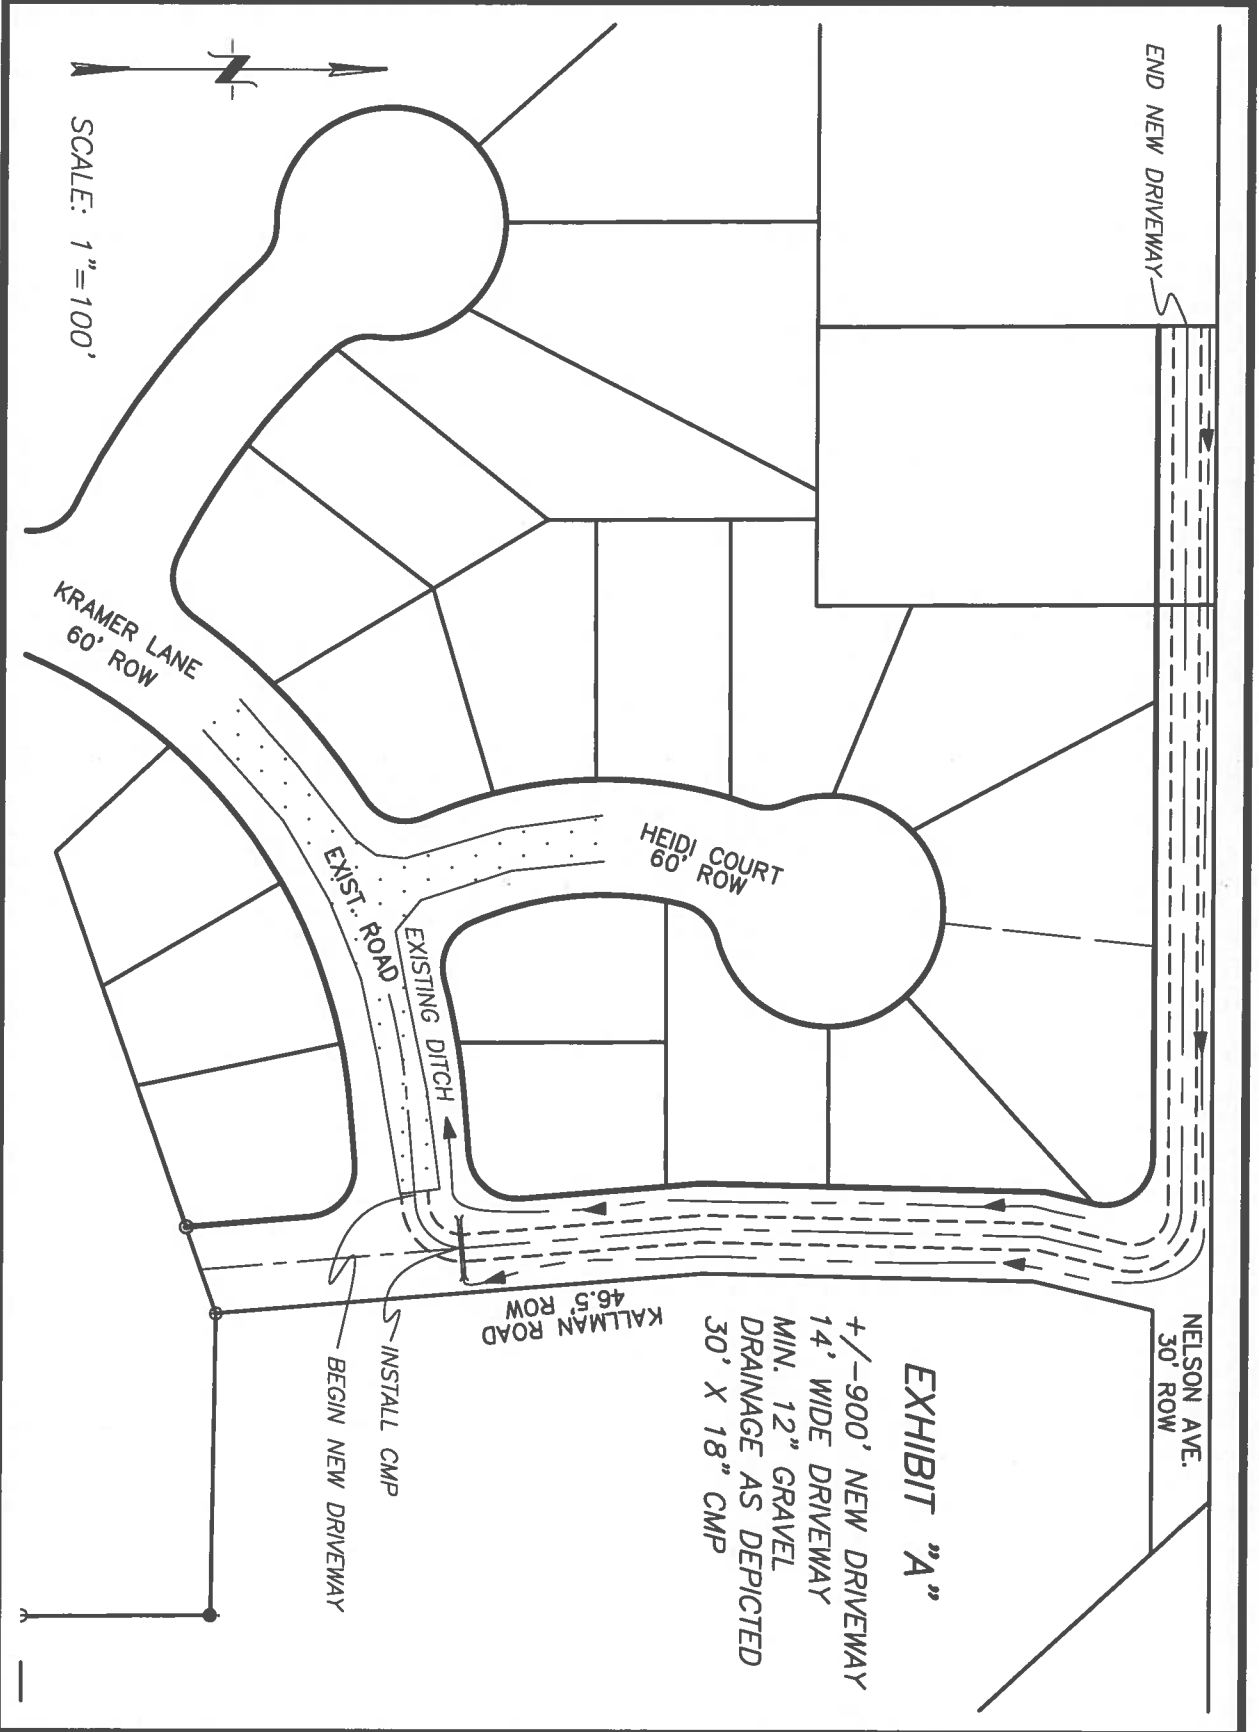 EXHIBIT "A"
+/-900' NEW DRIVEWAY
14' WIDE DRIVEWAY
MIN. 12" GRAVEL
DRAINAGE AS DEPICTED
30' X 18" CMP
END NEW DRIVEWAY
NELSON AVE.
30' ROW
HEIDI COURT
60' ROW
KALLMAN ROAD
46.5' ROW
EXISTING DITCH
EXIST. ROAD
INSTALL CMP
BEGIN NEW DRIVEWAY
KRAMER LANE
60' ROW
N
SCALE: 1"=100'